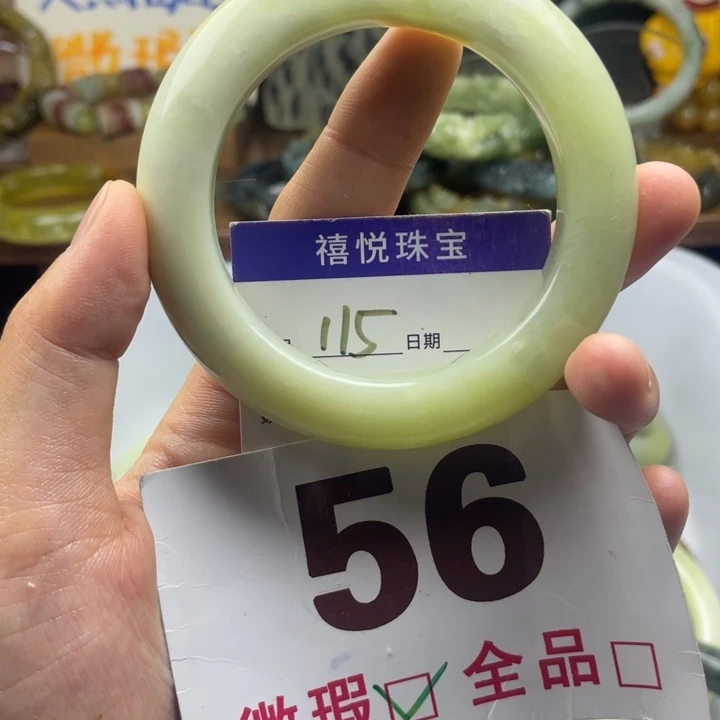 禧悦珠宝
115 日期
56
微瑕 ☑ 全品 ☐